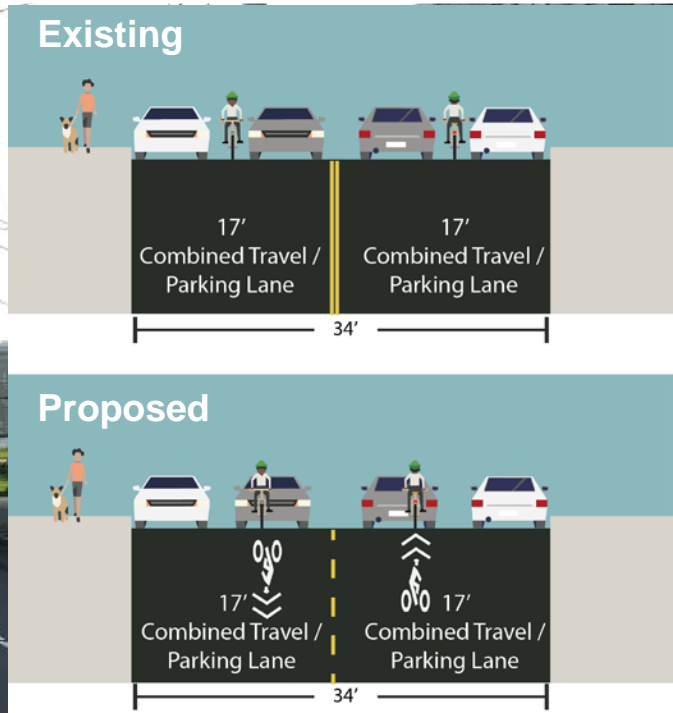 Existing
17'
Combined Travel /
Parking Lane
17'
Combined Travel /
Parking Lane
34'
Proposed
17'
Combined Travel /
Parking Lane
17'
Combined Travel /
Parking Lane
34'